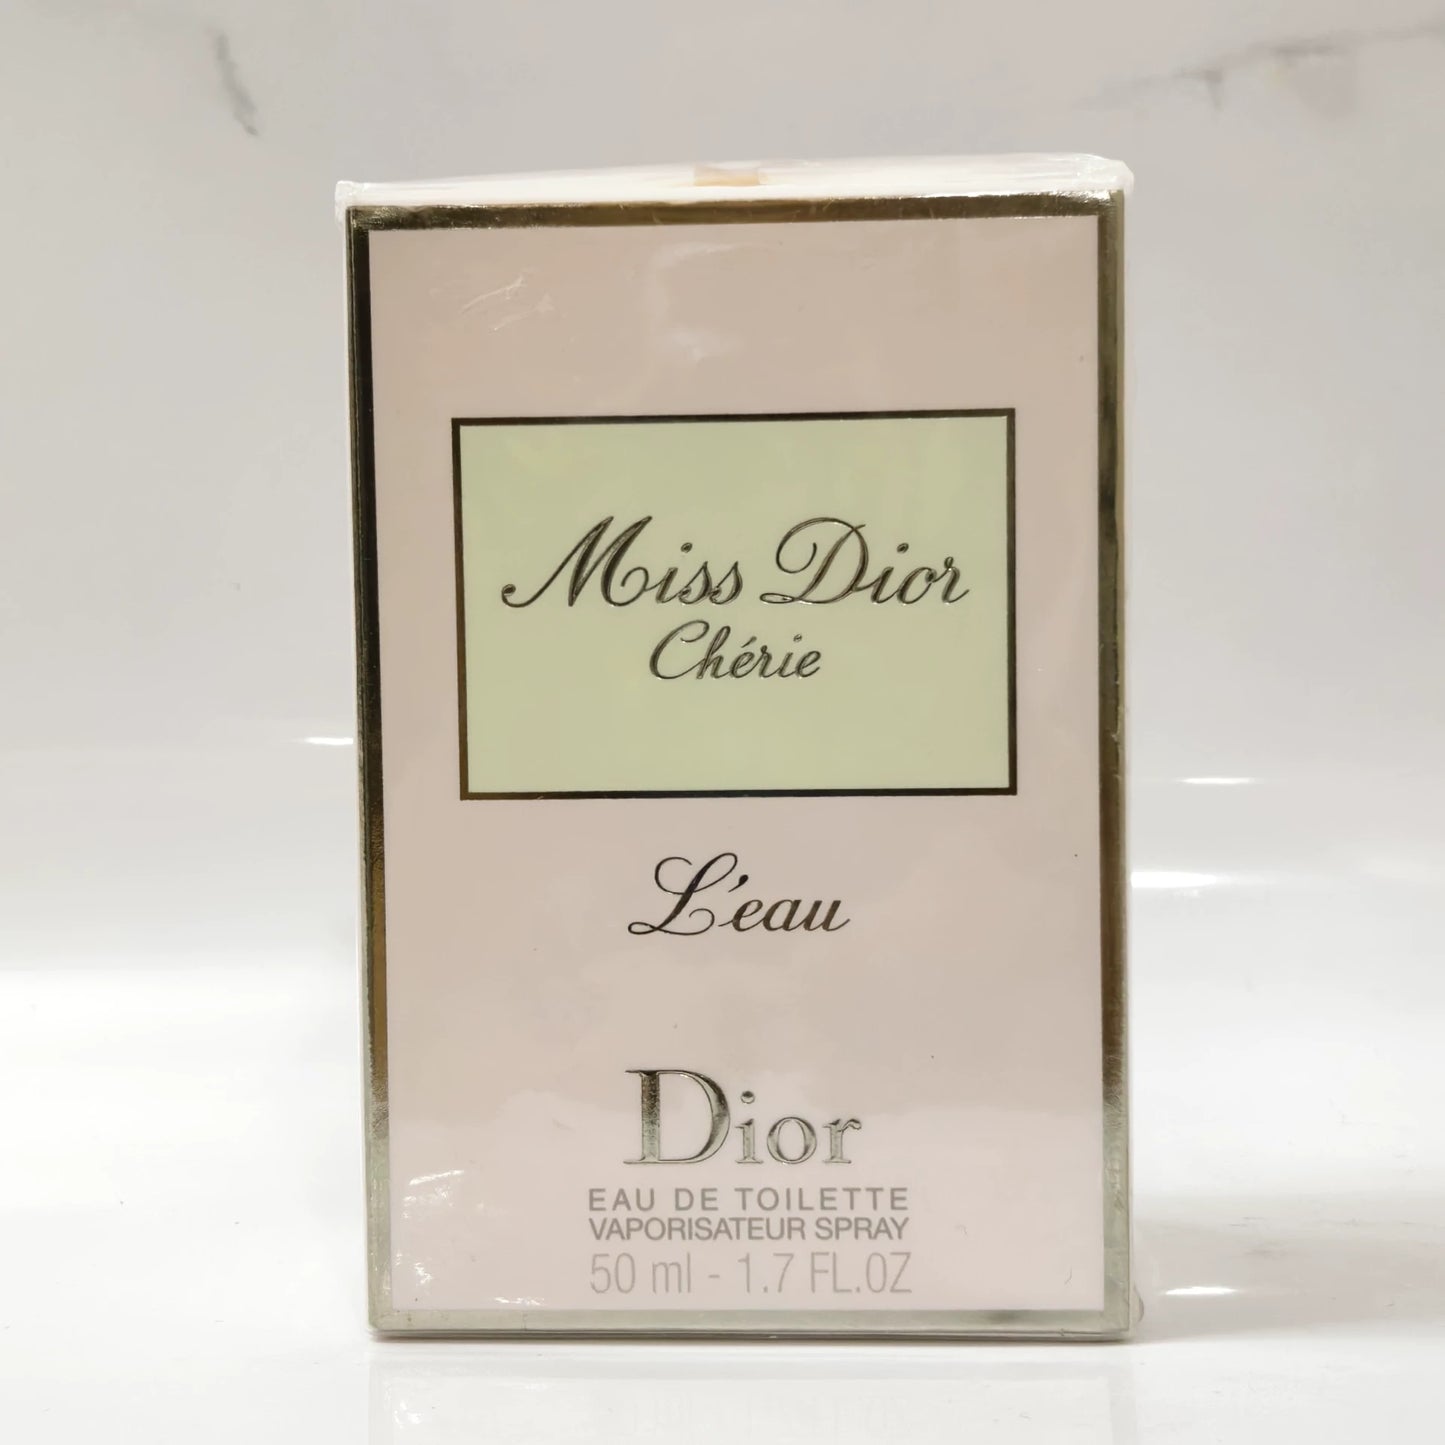 Miss Dior
Chérie
L'eau
Dior
EAU DE TOILETTE
VAPORISATEUR SPRAY
50 ml - 1.7 FL.OZ